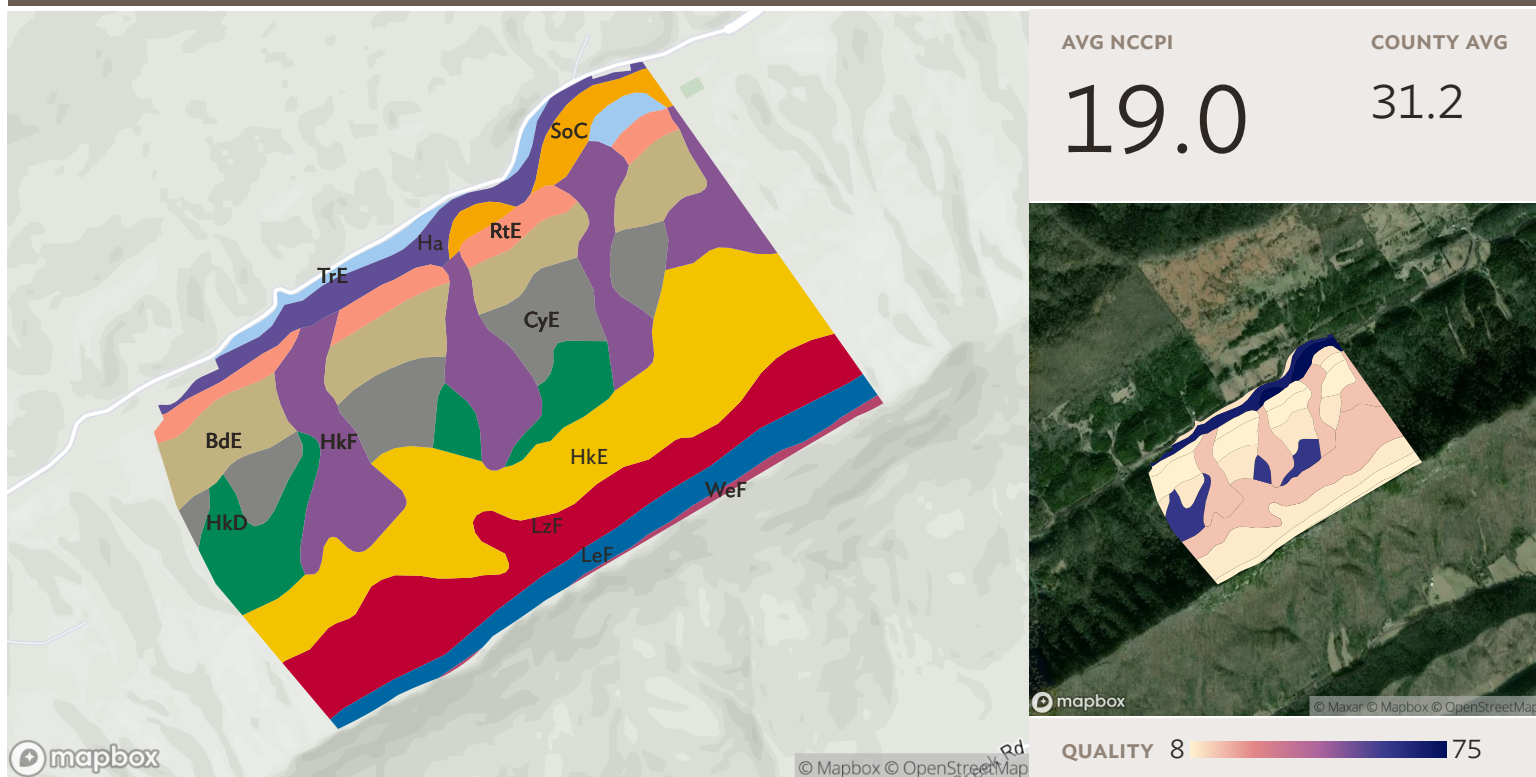 AVG NCCPI
COUNTY AVG
19.0
31.2
SoC
RtE
Ha
TrE
CyE
BdE
HkF
HkE
HkD
WeF
LzF
LeF
mapbox
© Mapbox © OpenStreetMap
Rd
mapbox
© Maxar © Mapbox © OpenStreetMap
QUALITY 8 75